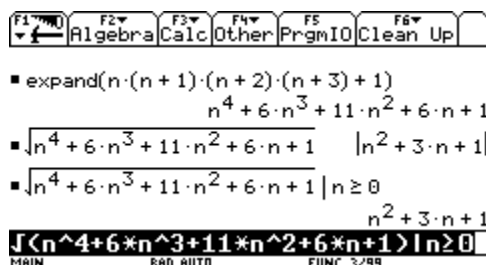 F1 F2 Algebra F3 Calc F4 Other F5 PrgmIO F6 Clean Up
▪ expand(n·(n + 1)·(n + 2)·(n + 3) + 1)
n⁴ + 6·n³ + 11·n² + 6·n + 1
▪ √(n⁴ + 6·n³ + 11·n² + 6·n + 1) |n² + 3·n + 1|
▪ √(n⁴ + 6·n³ + 11·n² + 6·n + 1) | n ≥ 0
n² + 3·n + 1
√(n^4+6*n^3+11*n^2+6*n+1)|n≥0
MAIN RAD AUTO FUNC 3/99